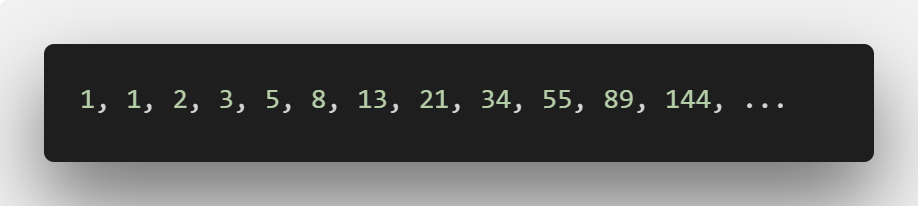 1, 1, 2, 3, 5, 8, 13, 21, 34, 55, 89, 144, ...